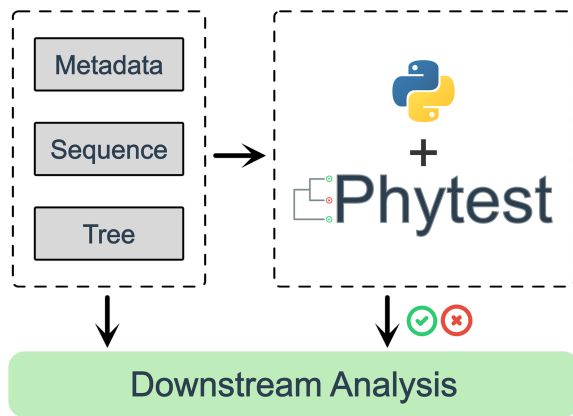 Metadata
Sequence
Tree
+
Phytest
Downstream Analysis